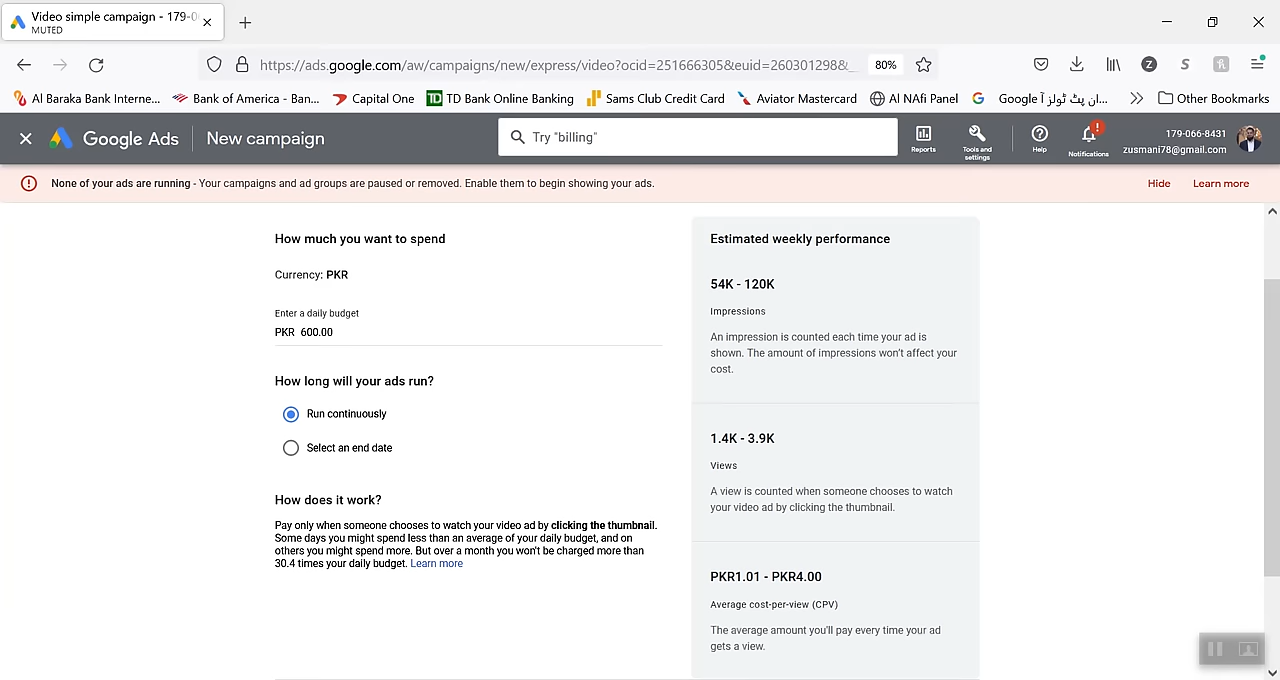 Video simple campaign - 179-0
MUTED
https://ads.google.com/aw/campaigns/new/express/video?ocid=251666305&euid=260301298&_
80%
Z
S
Al Baraka Bank Interne...
Bank of America - Ban...
Capital One
TD
TD Bank Online Banking
Sams Club Credit Card
Aviator Mastercard
Al NAfi Panel
Google ان پٹ ٹولز آ...
Other Bookmarks
Google Ads
New campaign
Try "billing"
Reports
Tools and
settings
Help
!
Notifications
179-066-8431
zusmani78@gmail.com
None of your ads are running - Your campaigns and ad groups are paused or removed. Enable them to begin showing your ads.
Hide
Learn more
How much you want to spend
Currency: PKR
Enter a daily budget
PKR 600.00
How long will your ads run?
Run continuously
Select an end date
How does it work?
Pay only when someone chooses to watch your video ad by clicking the thumbnail.
Some days you might spend less than an average of your daily budget, and on
others you might spend more. But over a month you won't be charged more than
30.4 times your daily budget. Learn more
Estimated weekly performance
54K - 120K
Impressions
An impression is counted each time your ad is
shown. The amount of impressions won't affect your
cost.
1.4K - 3.9K
Views
A view is counted when someone chooses to watch
your video ad by clicking the thumbnail.
PKR1.01 - PKR4.00
Average cost-per-view (CPV)
The average amount you'll pay every time your ad
gets a view.